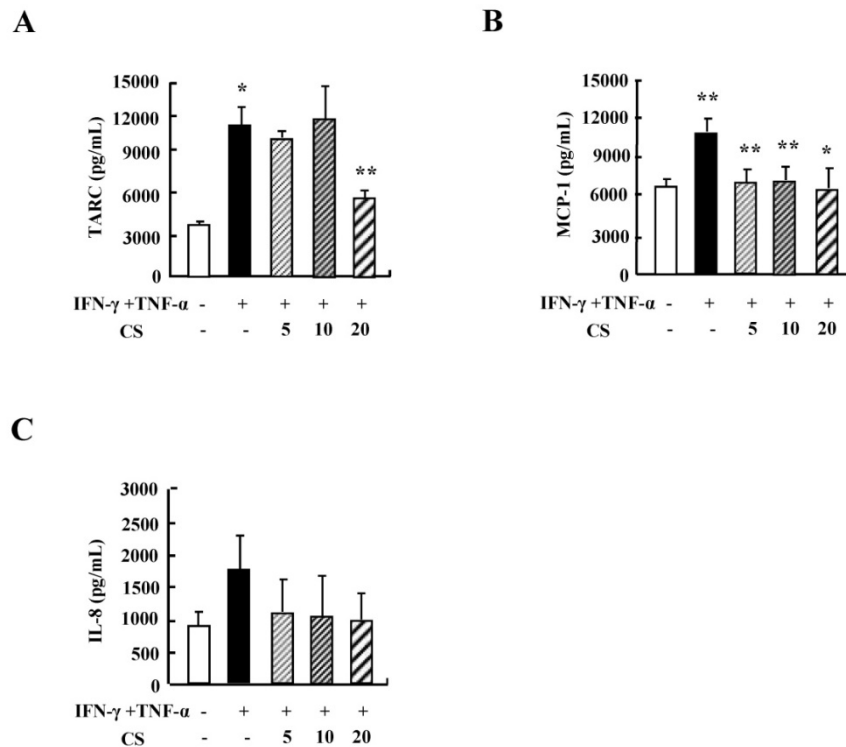 A
TARC (pg/mL)
15000
12000
9000
6000
3000
0
*
**
IFN-γ +TNF-α - + + + +
CS - - 5 10 20
B
MCP-1 (pg/mL)
15000
12000
9000
6000
3000
0
**
**
**
*
IFN-γ +TNF-α - + + + +
CS - - 5 10 20
C
IL-8 (pg/mL)
3000
2500
2000
1500
1000
500
0
IFN-γ +TNF-α - + + + +
CS - - 5 10 20